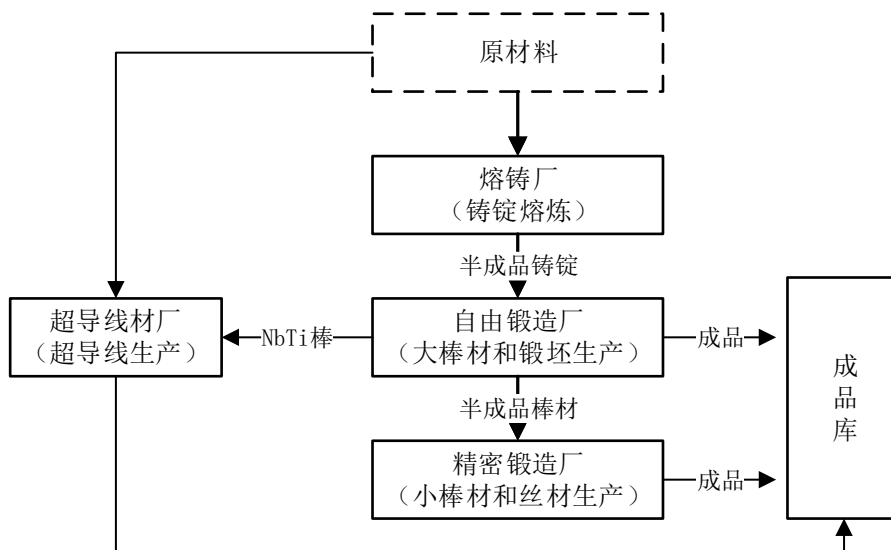 原材料
熔铸厂
（铸锭熔炼）
半成品铸锭
超导线材厂
（超导线生产）
NbTi棒
自由锻造厂
（大棒材和锻坯生产）
成品
成品库
半成品棒材
精密锻造厂
（小棒材和丝材生产）
成品